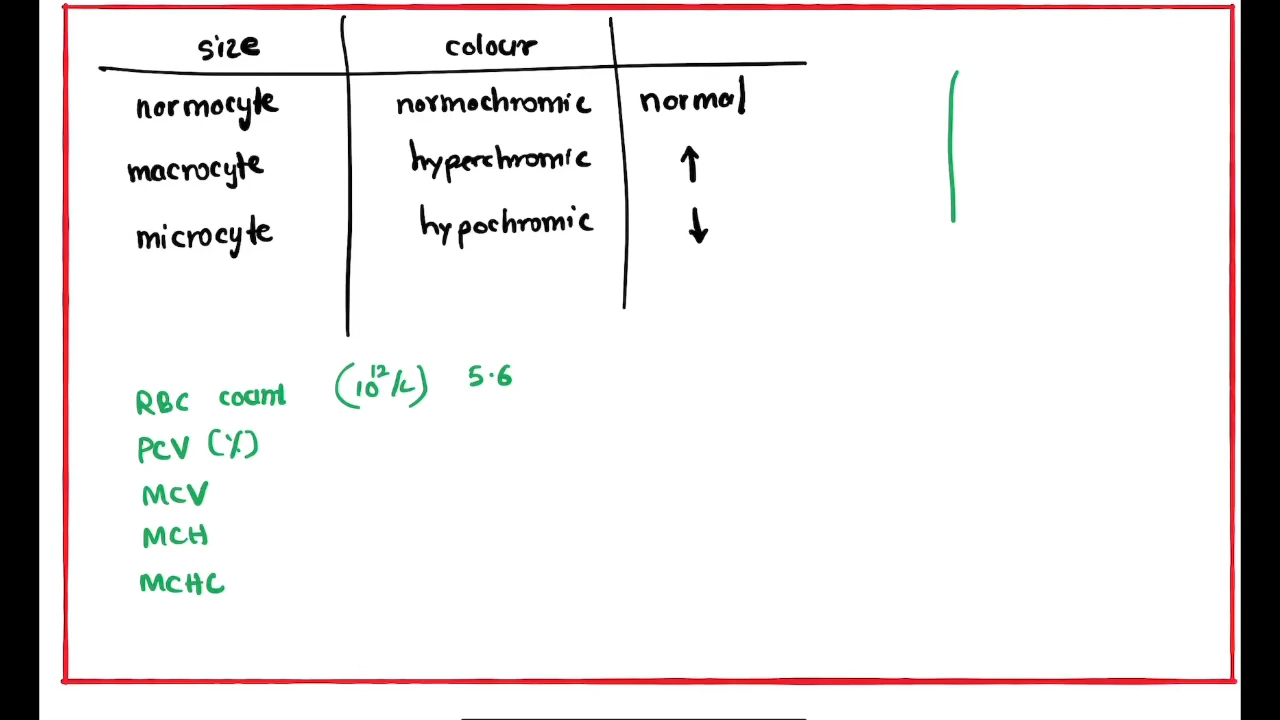 size colour
normocyte normochromic normal
macrocyte hyperchromic ↑
microcyte hypochromic ↓
RBC count (10¹²/L) 5.6
PCV (%)
MCV
MCH
MCHC